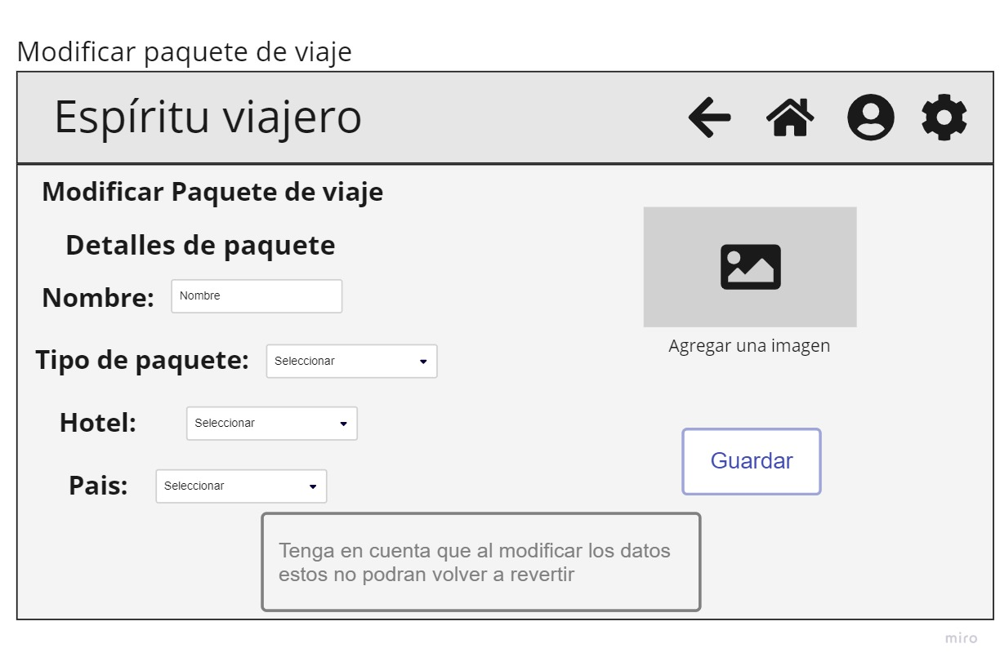 Modificar paquete de viaje
Espíritu viajero
Modificar Paquete de viaje
Detalles de paquete
Nombre: Nombre
Tipo de paquete: Seleccionar
Hotel: Seleccionar
Pais: Seleccionar
Agregar una imagen
Guardar
Tenga en cuenta que al modificar los datos
estos no podran volver a revertir
miro